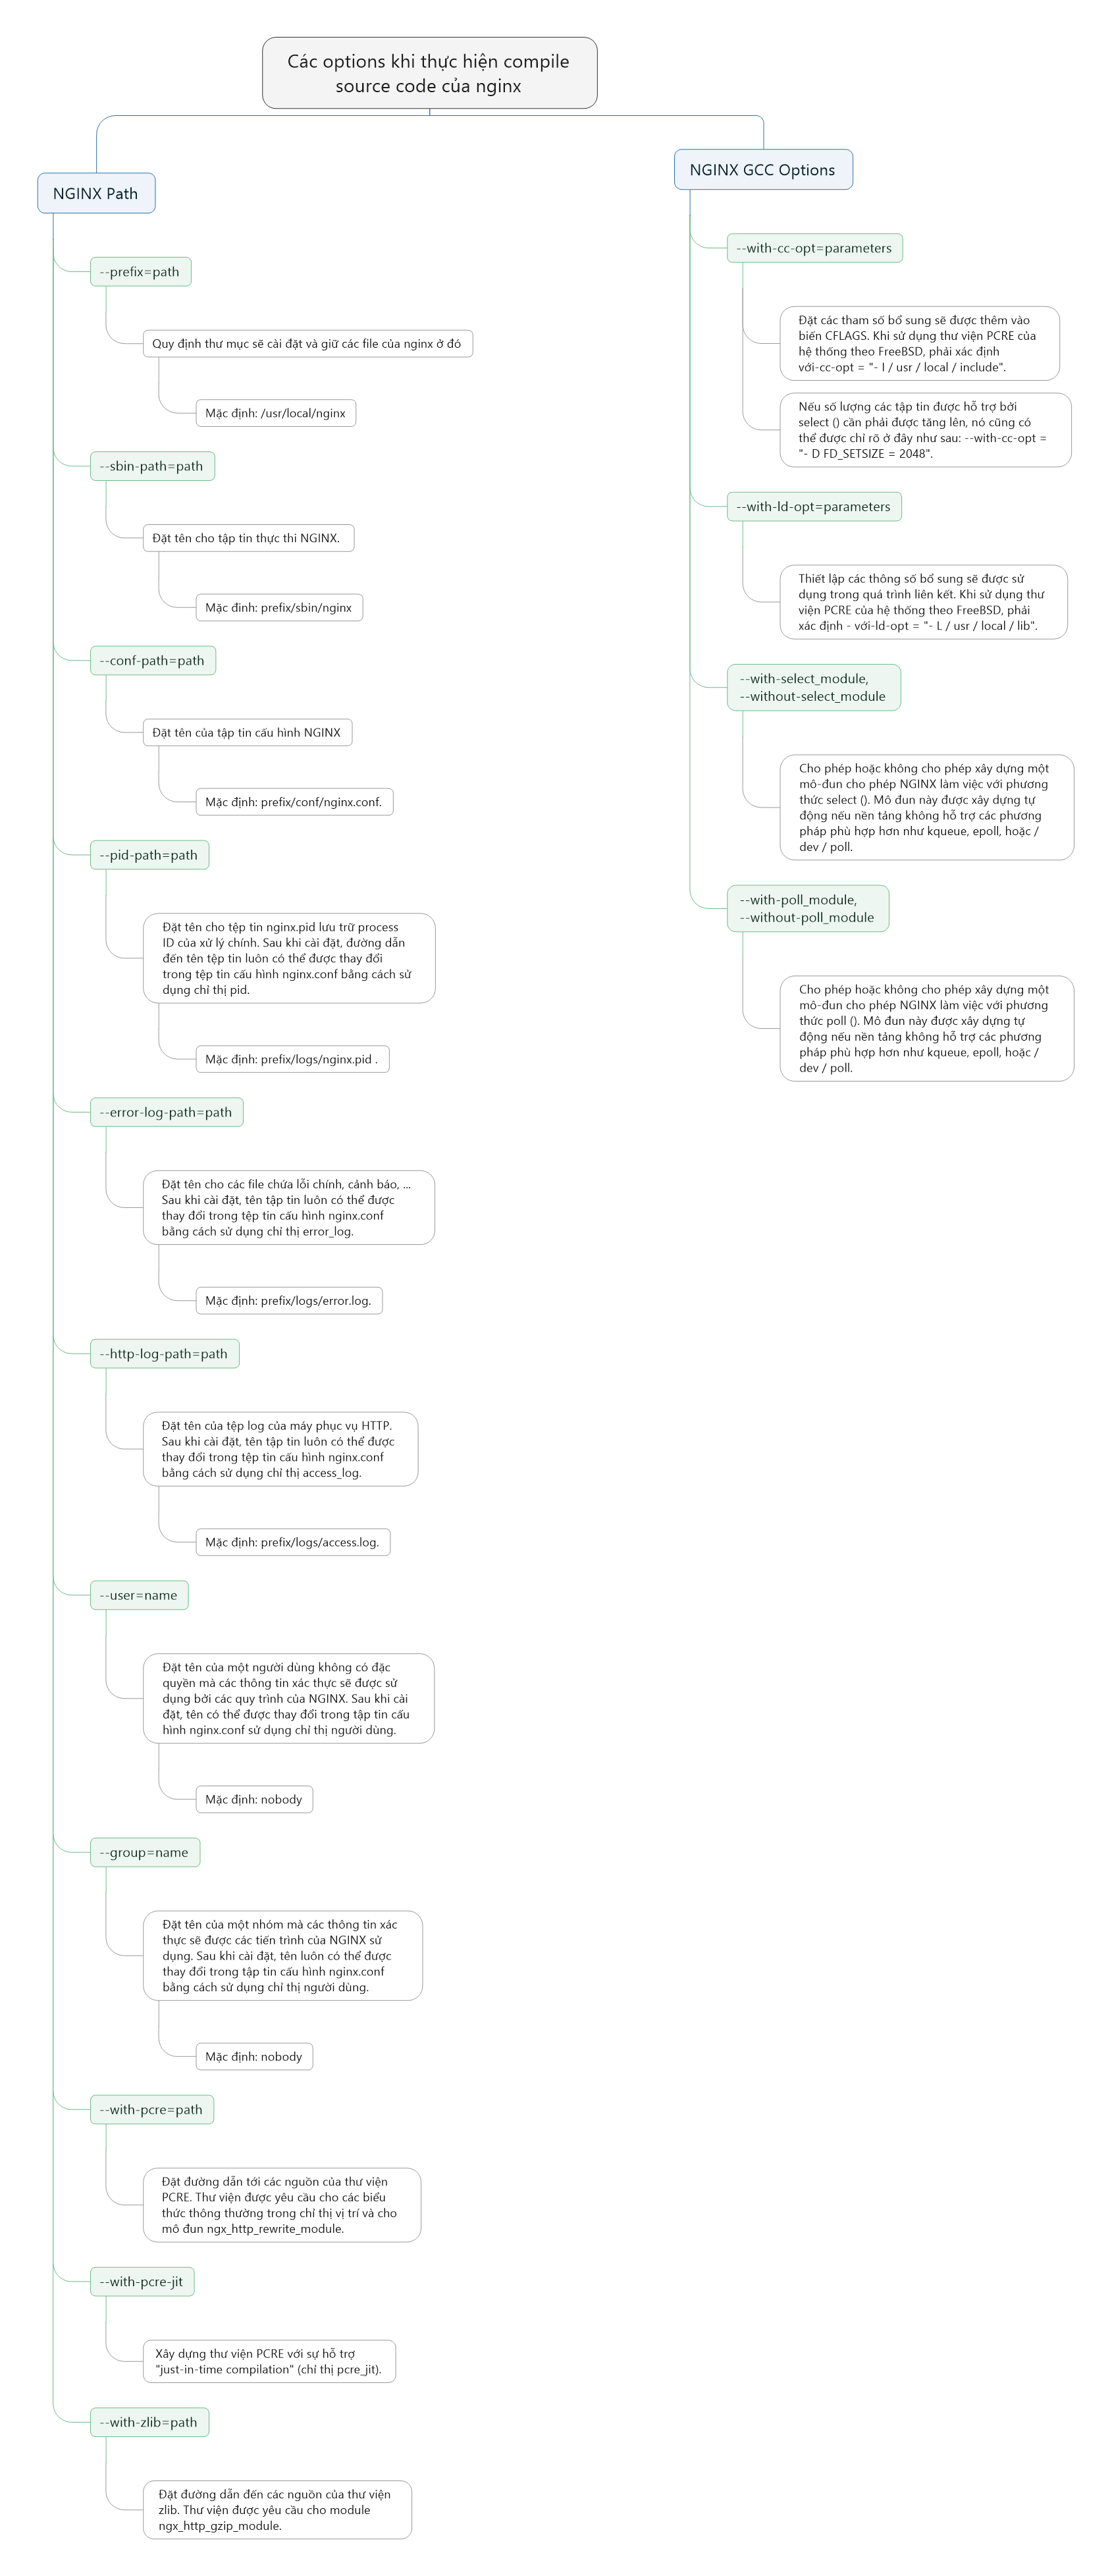 Các options khi thực hiện compile
source code của nginx
NGINX Path
--prefix=path
Quy định thư mục sẽ cài đặt và giữ các file của nginx ở đó
Mặc định: /usr/local/nginx
--sbin-path=path
Đặt tên cho tập tin thực thi NGINX.
Mặc đinh: prefix/sbin/nginx
--conf-path=path
Đặt tên của tập tin cấu hình NGINX
Mặc định: prefix/conf/nginx.conf.
--pid-path=path
Đặt tên cho tệp tin nginx.pid lưu trữ process
ID của xử lý chính. Sau khi cài đặt, đường dẫn
đến tên tệp tin luôn có thể được thay đổi
trong tệp tin cấu hình nginx.conf bằng cách sử
dụng chỉ thị pid.
Mặc định: prefix/logs/nginx.pid .
--error-log-path=path
Đặt tên cho các file chứa lỗi chính, cảnh báo, ...
Sau khi cài đặt, tên tập tin luôn có thể được
thay đổi trong tệp tin cấu hình nginx.conf
bằng cách sử dụng chỉ thị error_log.
Mặc định: prefix/logs/error.log.
--http-log-path=path
Đặt tên của tệp log của máy phục vụ HTTP.
Sau khi cài đặt, tên tập tin luôn có thể được
thay đổi trong tệp tin cấu hình nginx.conf
bằng cách sử dụng chỉ thị access_log.
Mặc định: prefix/logs/access.log.
--user=name
Đặt tên của một người dùng không có đặc
quyền mà các thông tin xác thực sẽ được sử
dụng bởi các quy trình của NGINX. Sau khi cài
đặt, tên có thể được thay đổi trong tập tin cấu
hình nginx.conf sử dụng chỉ thị người dùng.
Mặc định: nobody
--group=name
Đặt tên của một nhóm mà các thông tin xác
thực sẽ được các tiến trình của NGINX sử
dụng. Sau khi cài đặt, tên luôn có thể được
thay đổi trong tập tin cấu hình nginx.conf
bằng cách sử dụng chỉ thị người dùng.
Mặc định: nobody
--with-pcre=path
Đặt đường dẫn tới các nguồn của thư viện
PCRE. Thư viện được yêu cầu cho các biểu
thức thông thường trong chỉ thị vị trí và cho
mô đun ngx_http_rewrite_module.
--with-pcre-jit
Xây dựng thư viện PCRE với sự hỗ trợ
"just-in-time compilation" (chỉ thị pcre_jit).
--with-zlib=path
Đặt đường dẫn đến các nguồn của thư viện
zlib. Thư viện được yêu cầu cho module
ngx_http_gzip_module.
NGINX GCC Options
--with-cc-opt=parameters
Đặt các tham số bổ sung sẽ được thêm vào
biến CFLAGS. Khi sử dụng thư viện PCRE của
hệ thống theo FreeBSD, phải xác định
với-cc-opt = "- I / usr / local / include".
Nếu số lượng các tập tin được hỗ trợ bởi
select () cần phải được tăng lên, nó cũng có
thể được chỉ rõ ở đây như sau: --with-cc-opt =
"- D FD_SETSIZE = 2048".
--with-ld-opt=parameters
Thiết lập các thông số bổ sung sẽ được sử
dụng trong quá trình liên kết. Khi sử dụng thư
viện PCRE của hệ thống theo FreeBSD, phải
xác định - với-ld-opt = "- L / usr / local / lib".
--with-select_module,
--without-select_module
Cho phép hoặc không cho phép xây dựng một
mô-đun cho phép NGINX làm việc với phương
thức select (). Mô đun này được xây dựng tự
động nếu nền tảng không hỗ trợ các phương
pháp phù hợp hơn như kqueue, epoll, hoặc /
dev / poll.
--with-poll_module,
--without-poll_module
Cho phép hoặc không cho phép xây dựng một
mô-đun cho phép NGINX làm việc với phương
thức poll (). Mô đun này được xây dựng tự
động nếu nền tảng không hỗ trợ các phương
pháp phù hợp hơn như kqueue, epoll, hoặc /
dev / poll.